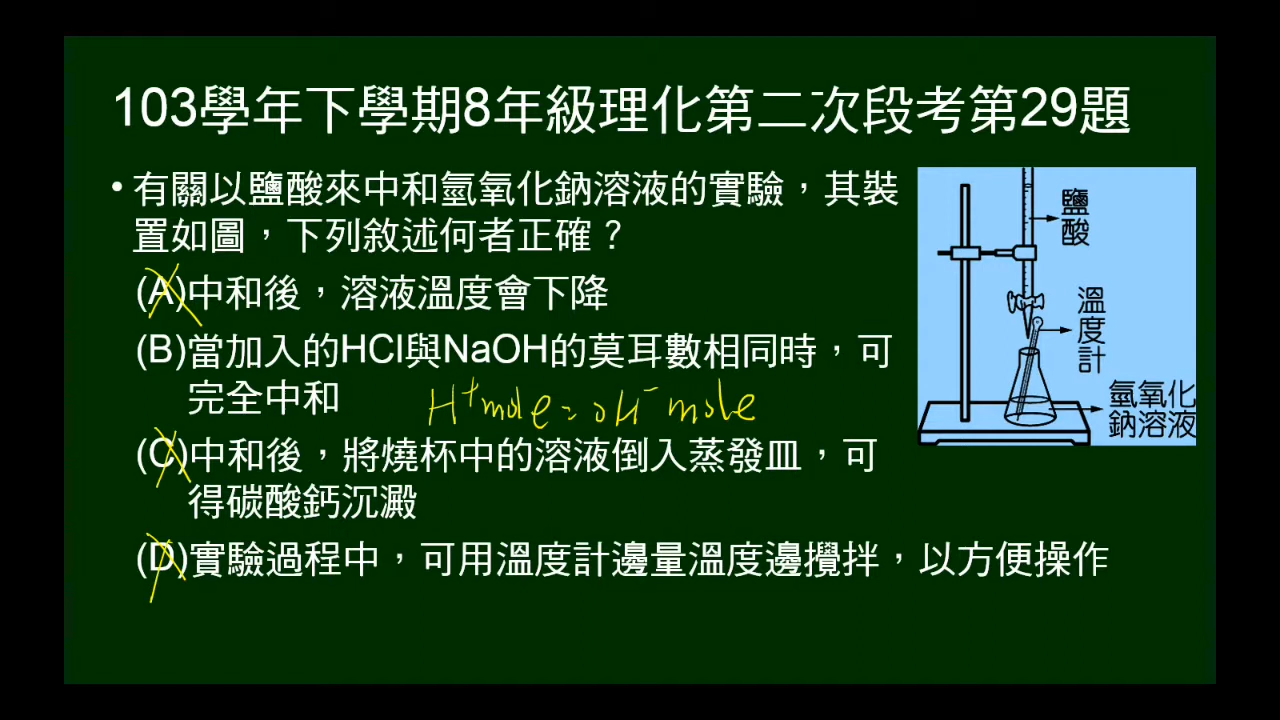 103學年下學期8年級理化第二次段考第29題
• 有關以鹽酸來中和氫氧化鈉溶液的實驗，其裝
置如圖，下列敘述何者正確？
(A)中和後，溶液溫度會下降
(B)當加入的HCl與NaOH的莫耳數相同時，可
完全中和
H⁺mole=OH⁻mole
(C)中和後，將燒杯中的溶液倒入蒸發皿，可
得碳酸鈣沉澱
(D)實驗過程中，可用溫度計邊量溫度邊攪拌，以方便操作
鹽酸
溫度計
氫氧化
鈉溶液